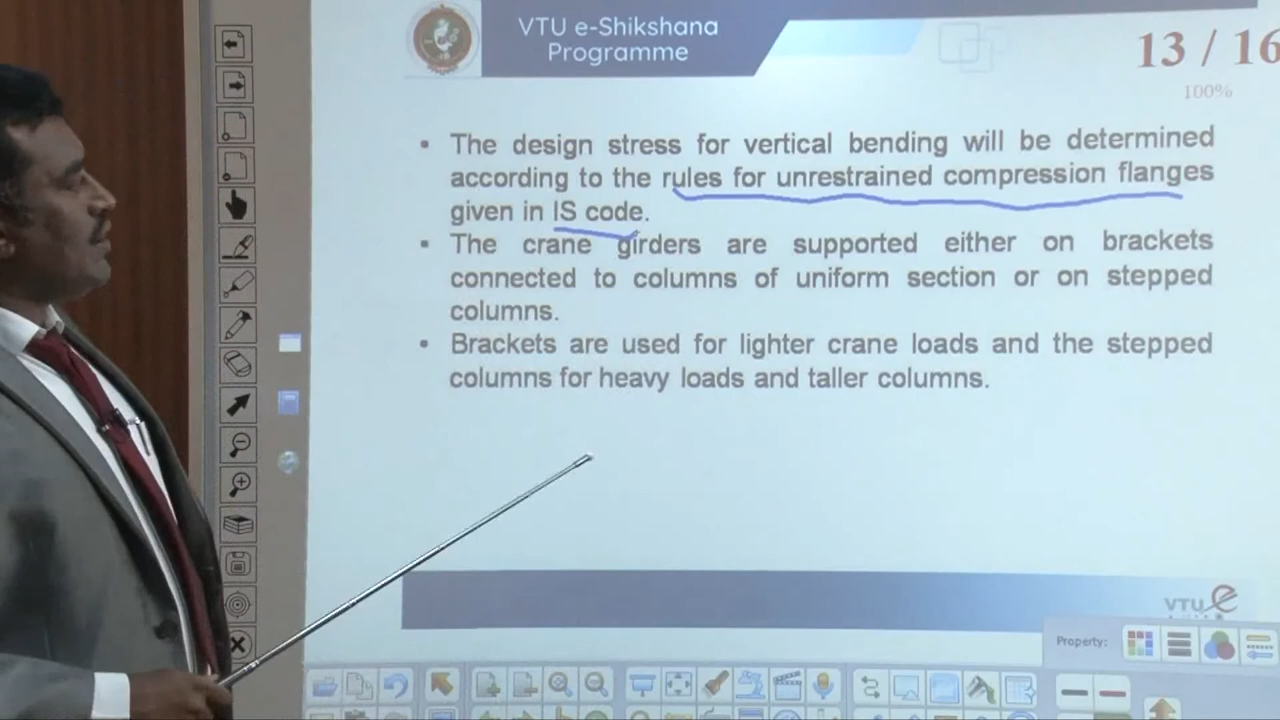 VTU e-Shikshana
Programme
13 / 16
100%
▪ The design stress for vertical bending will be determined
according to the rules for unrestrained compression flanges
given in IS code.
▪ The crane girders are supported either on brackets
connected to columns of uniform section or on stepped
columns.
▪ Brackets are used for lighter crane loads and the stepped
columns for heavy loads and taller columns.
VTU e
Property: